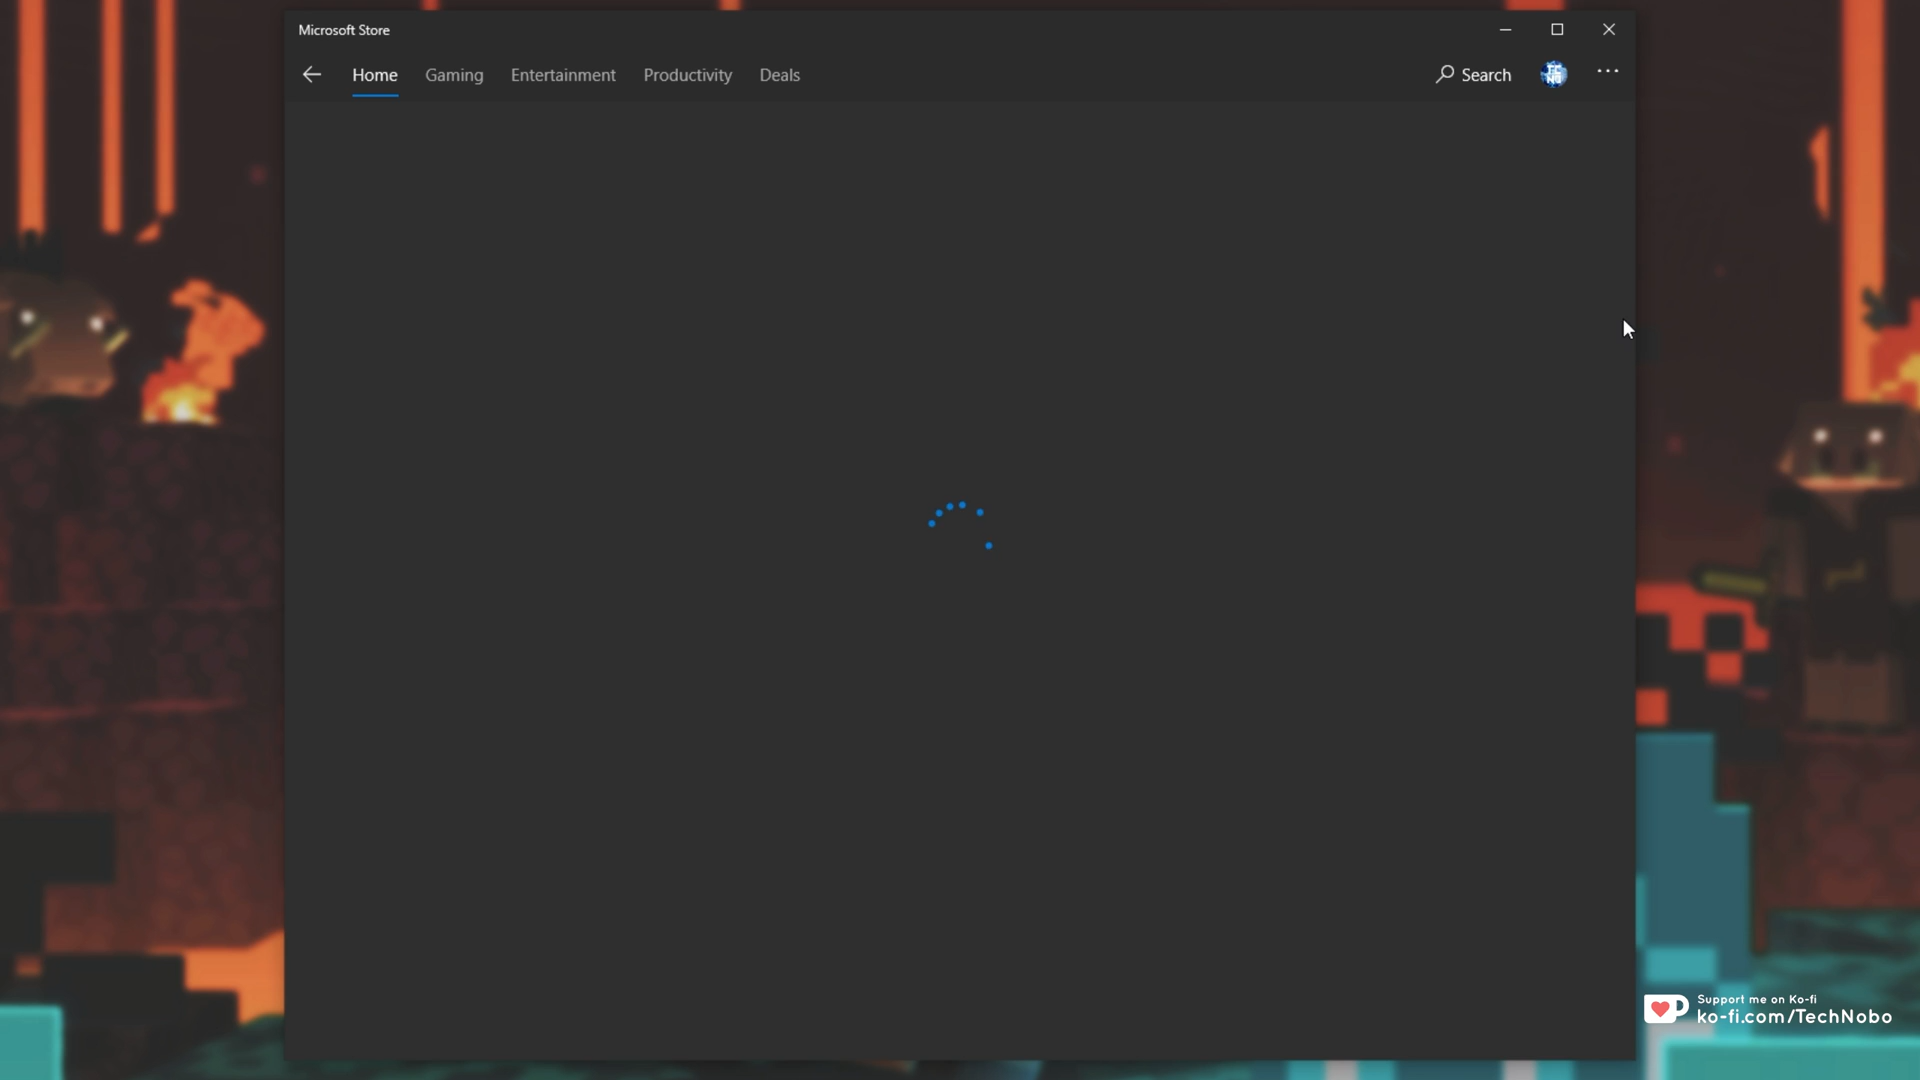 Microsoft Store
Home Gaming Entertainment Productivity Deals Search
Support me on Ko-fi
ko-fi.com/TechNobo